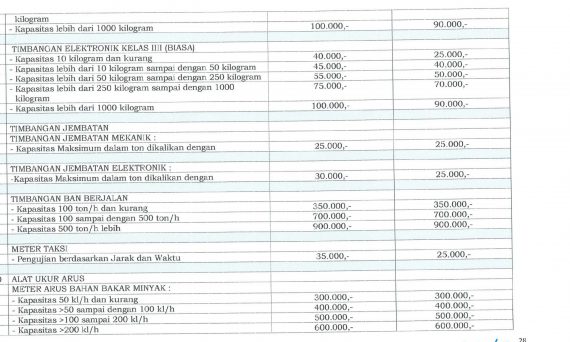 kilogram
- Kapasitas lebih dari 1000 kilogram 100.000,- 90.000,-
TIMBANGAN ELEKTRONIK KELAS IIII (BIASA)
- Kapasitas 10 kilogram dan kurang 40.000,- 25.000,-
- Kapasitas lebih dari 10 kilogram sampai dengan 50 kilogram 45.000,- 40.000,-
- Kapasitas lebih dari 50 kilogram sampai dengan 250 kilogram 55.000,- 50.000,-
- Kapasitas lebih dari 250 kilogram sampai dengan 1000 75.000,- 70.000,-
kilogram
- Kapasitas lebih dari 1000 kilogram 100.000,- 90.000,-
TIMBANGAN JEMBATAN
TIMBANGAN JEMBATAN MEKANIK :
- Kapasitas Maksimum dalam ton dikalikan dengan 25.000,- 25.000,-
TIMBANGAN JEMBATAN ELEKTRONIK :
-Kapasitas Maksimum dalam ton dikalikan dengan 30.000,- 25.000,-
TIMBANGAN BAN BERJALAN
- Kapasitas 100 ton/h dan kurang 350.000,- 350.000,-
- Kapasitas 100 sampai dengan 500 ton/h 700.000,- 700.000,-
- Kapasitas 500 ton/h lebih 900.000,- 900.000,-
METER TAKSI
- Pengujian berdasarkan Jarak dan Waktu 35.000,- 25.000,-
ALAT UKUR ARUS
METER ARUS BAHAN BAKAR MINYAK :
- Kapasitas 50 kl/h dan kurang 300.000,- 300.000,-
- Kapasitas >50 sampai dengan 100 kl/h 400.000,- 400.000,-
- Kapasitas >100 sampai 200 kl/h 500.000,- 500.000,-
- Kapasitas >200 kl/h 600.000,- 600.000,-
28